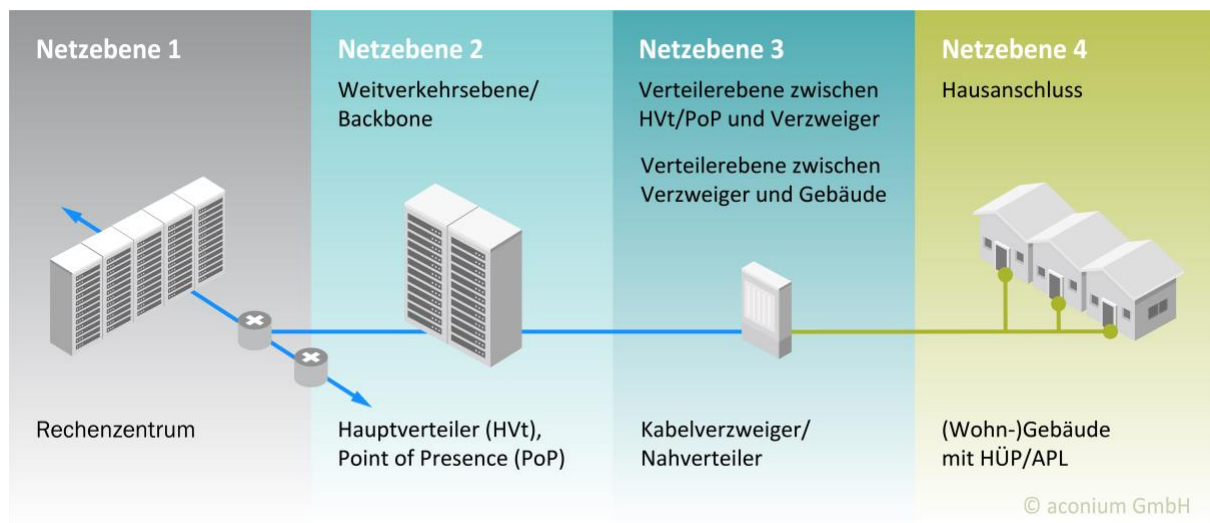 Netzebene 1
Netzebene 2
Weitverkehrsebene/
Backbone
Netzebene 3
Verteilerebene zwischen
HVt/PoP und Verzweiger
Verteilerebene zwischen
Verzweiger und Gebäude
Netzebene 4
Hausanschluss
Rechenzentrum
Hauptverteiler (HVt),
Point of Presence (PoP)
Kabelverzweiger/
Nahverteiler
(Wohn-)Gebäude
mit HÜP/APL
© aconium GmbH